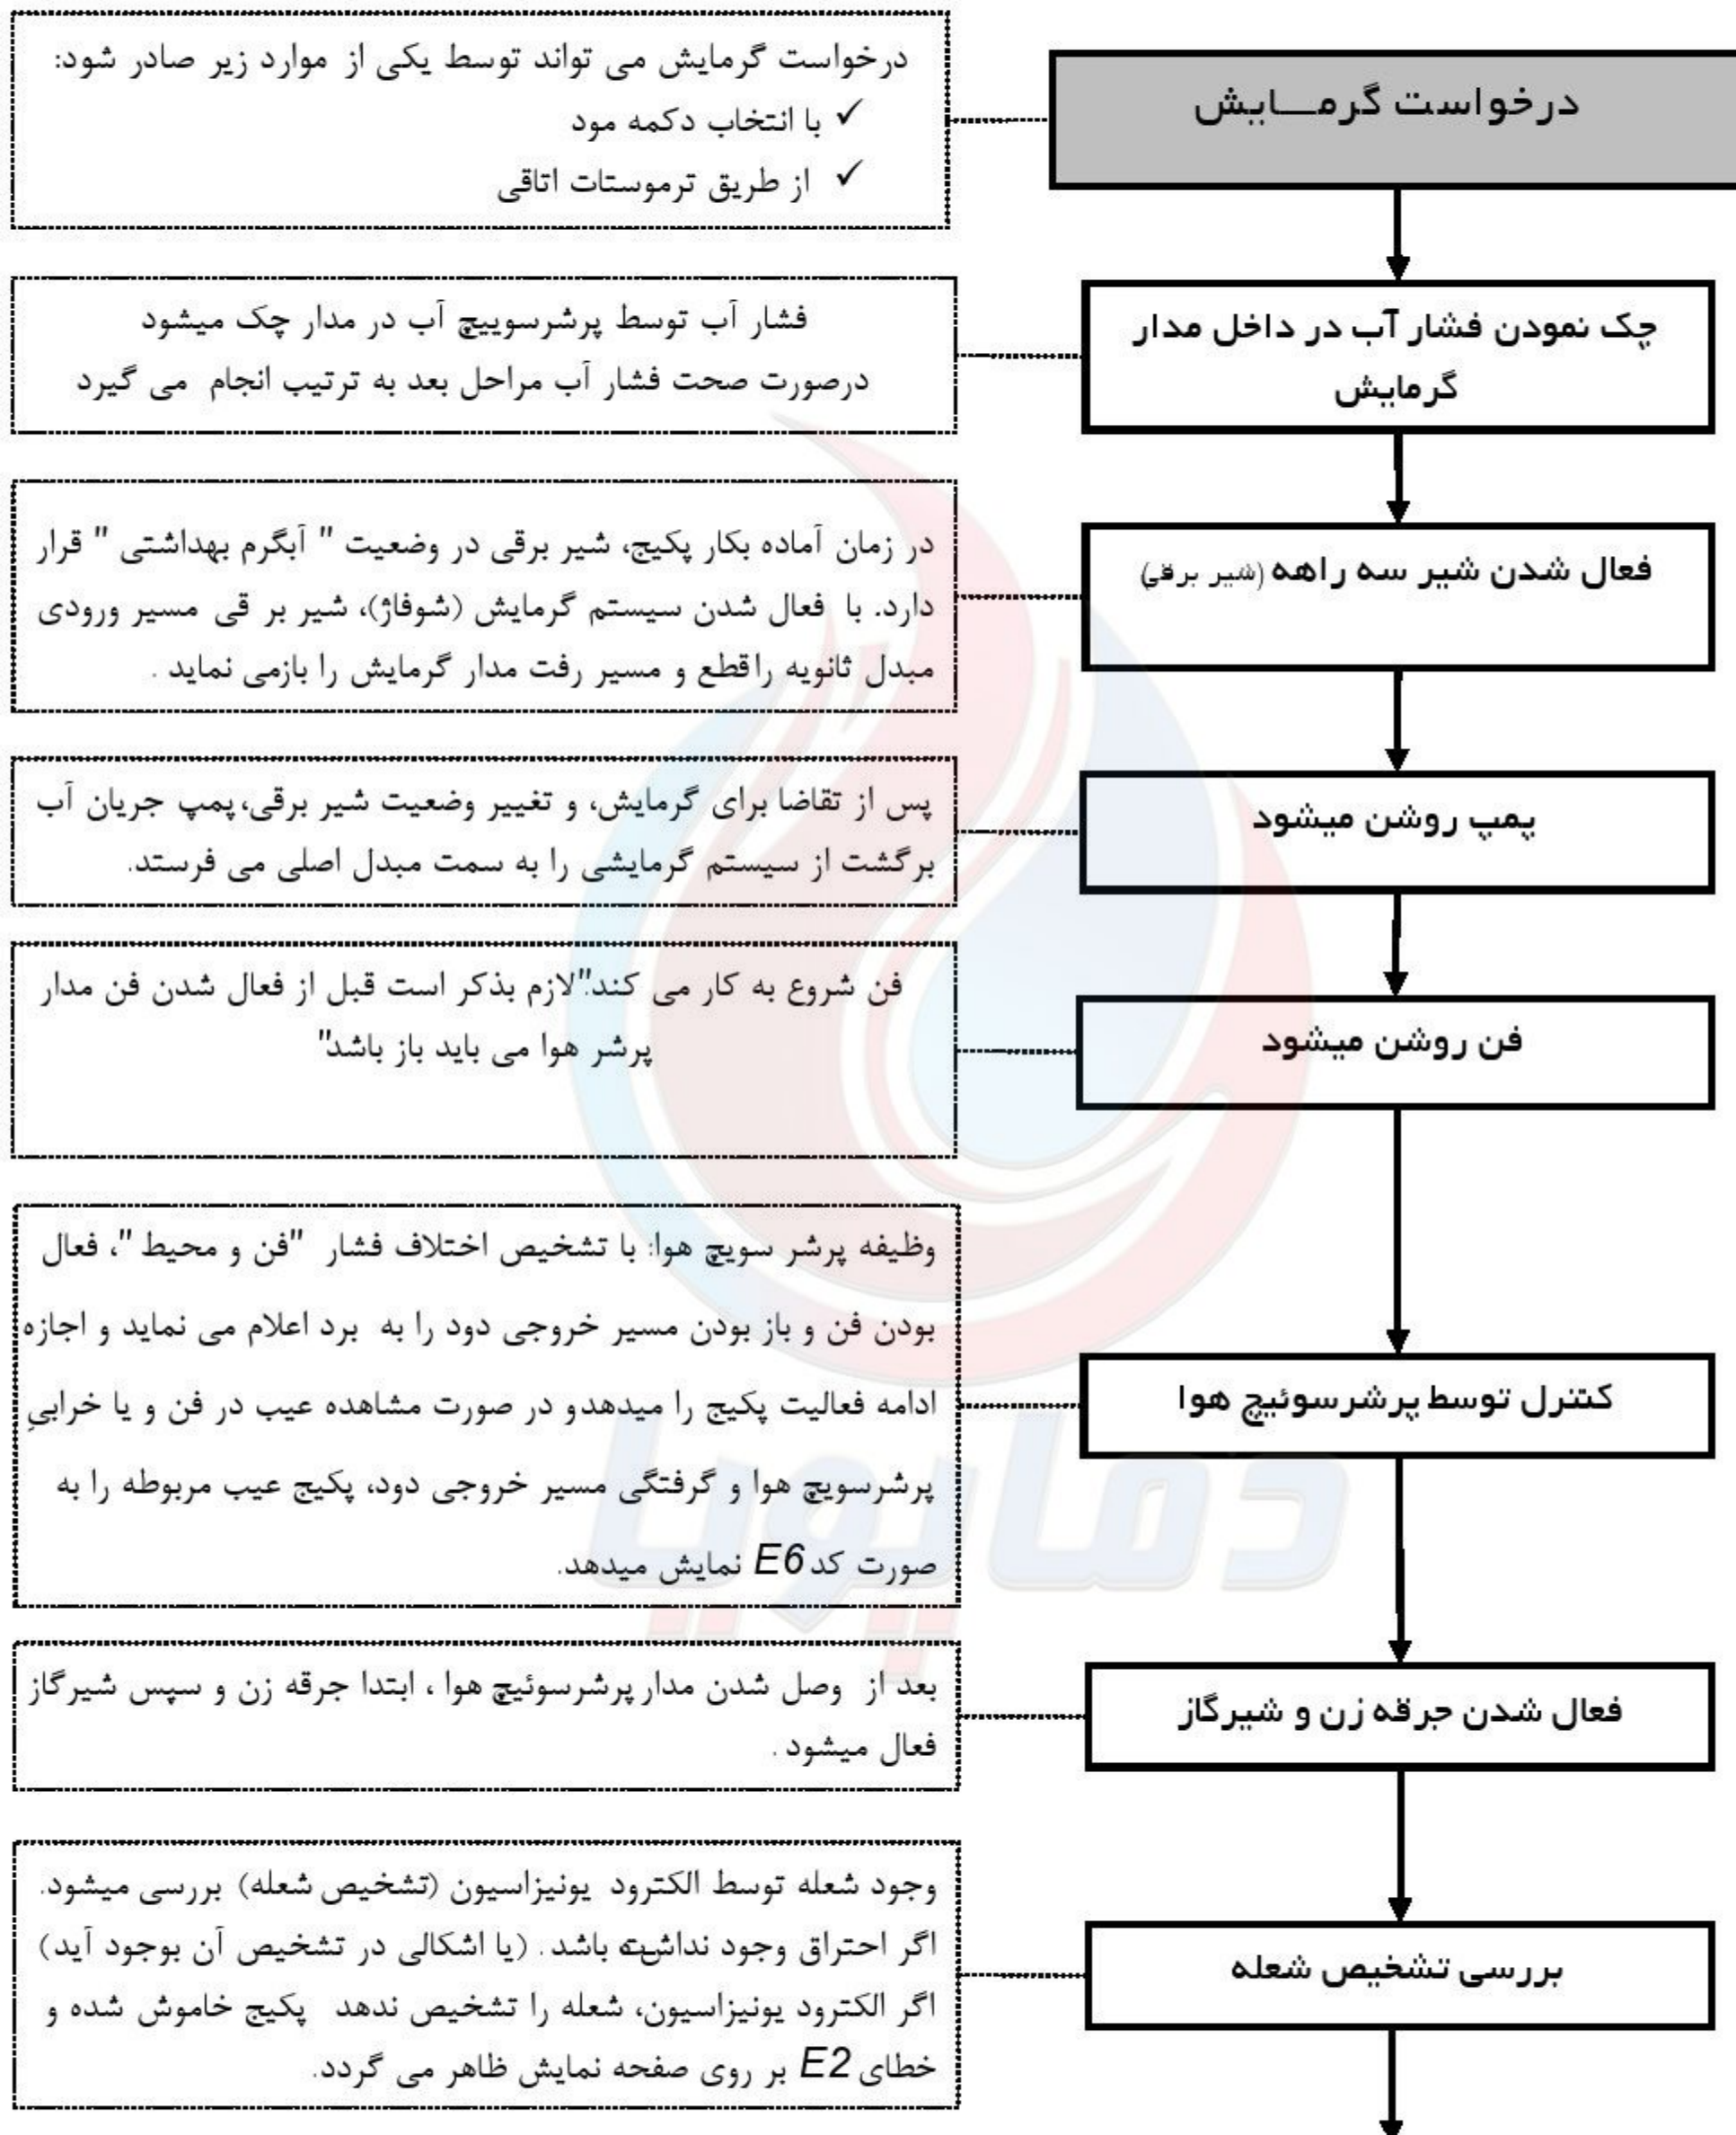 درخواست گرمـــایش
درخواست گرمایش می تواند توسط یکی از موارد زیر صادر شود:
✓ با انتخاب دکمه مود
✓ از طریق ترموستات اتاقی
چک نمودن فشار آب در داخل مدار
گرمایش
فشار آب توسط پرشرسوییچ آب در مدار چک میشود
درصورت صحت فشار آب مراحل بعد به ترتیب انجام می گیرد
فعال شدن شیر سه راهه (شیر برقی)
در زمان آماده بکار پکیج، شیر برقی در وضعیت " آبگرم بهداشتی " قرار
دارد. با فعال شدن سیستم گرمایش (شوفاژ)، شیر بر قی مسیر ورودی
مبدل ثانویه راقطع و مسیر رفت مدار گرمایش را بازمی نماید .
پمپ روشن میشود
پس از تقاضا برای گرمایش، و تغییر وضعیت شیر برقی،پمپ جریان آب
برگشت از سیستم گرمایشی را به سمت مبدل اصلی می فرستد.
فن روشن میشود
فن شروع به کار می کند."لازم بذکر است قبل از فعال شدن فن مدار
پرشر هوا می باید باز باشد"
کنترل توسط پرشرسوئیچ هوا
وظیفه پرشر سویچ هوا: با تشخیص اختلاف فشار "فن و محیط "، فعال
بودن فن و باز بودن مسیر خروجی دود را به برد اعلام می نماید و اجازه
ادامه فعالیت پکیج را میدهدو در صورت مشاهده عیب در فن و یا خرابیِ
پرشرسویچ هوا و گرفتگی مسیر خروجی دود، پکیج عیب مربوطه را به
صورت کد E6 نمایش میدهد.
فعال شدن جرقه زن و شیرگاز
بعد از وصل شدن مدار پرشرسوئیچ هوا ، ابتدا جرقه زن و سپس شیرگاز
فعال میشود .
بررسی تشخیص شعله
وجود شعله توسط الکترود یونیزاسیون (تشخیص شعله) بررسی میشود.
اگر احتراق وجود نداشته باشد . (یا اشکالی در تشخیص آن بوجود آید)
اگر الکترود یونیزاسیون، شعله را تشخیص ندهد پکیج خاموش شده و
خطای E2 بر روی صفحه نمایش ظاهر می گردد.
دماپویا